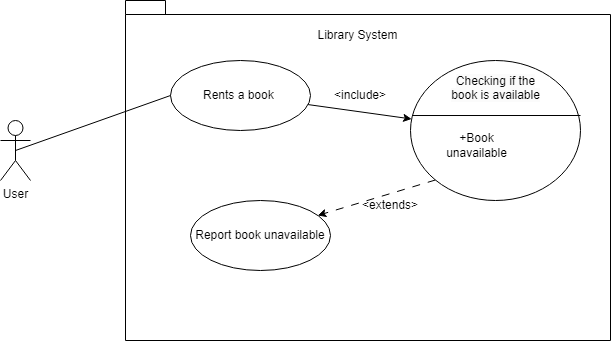 Library System
Rents a book
<include>
Checking if the
book is available
+Book
unavailable
User
<extends>
Report book unavailable